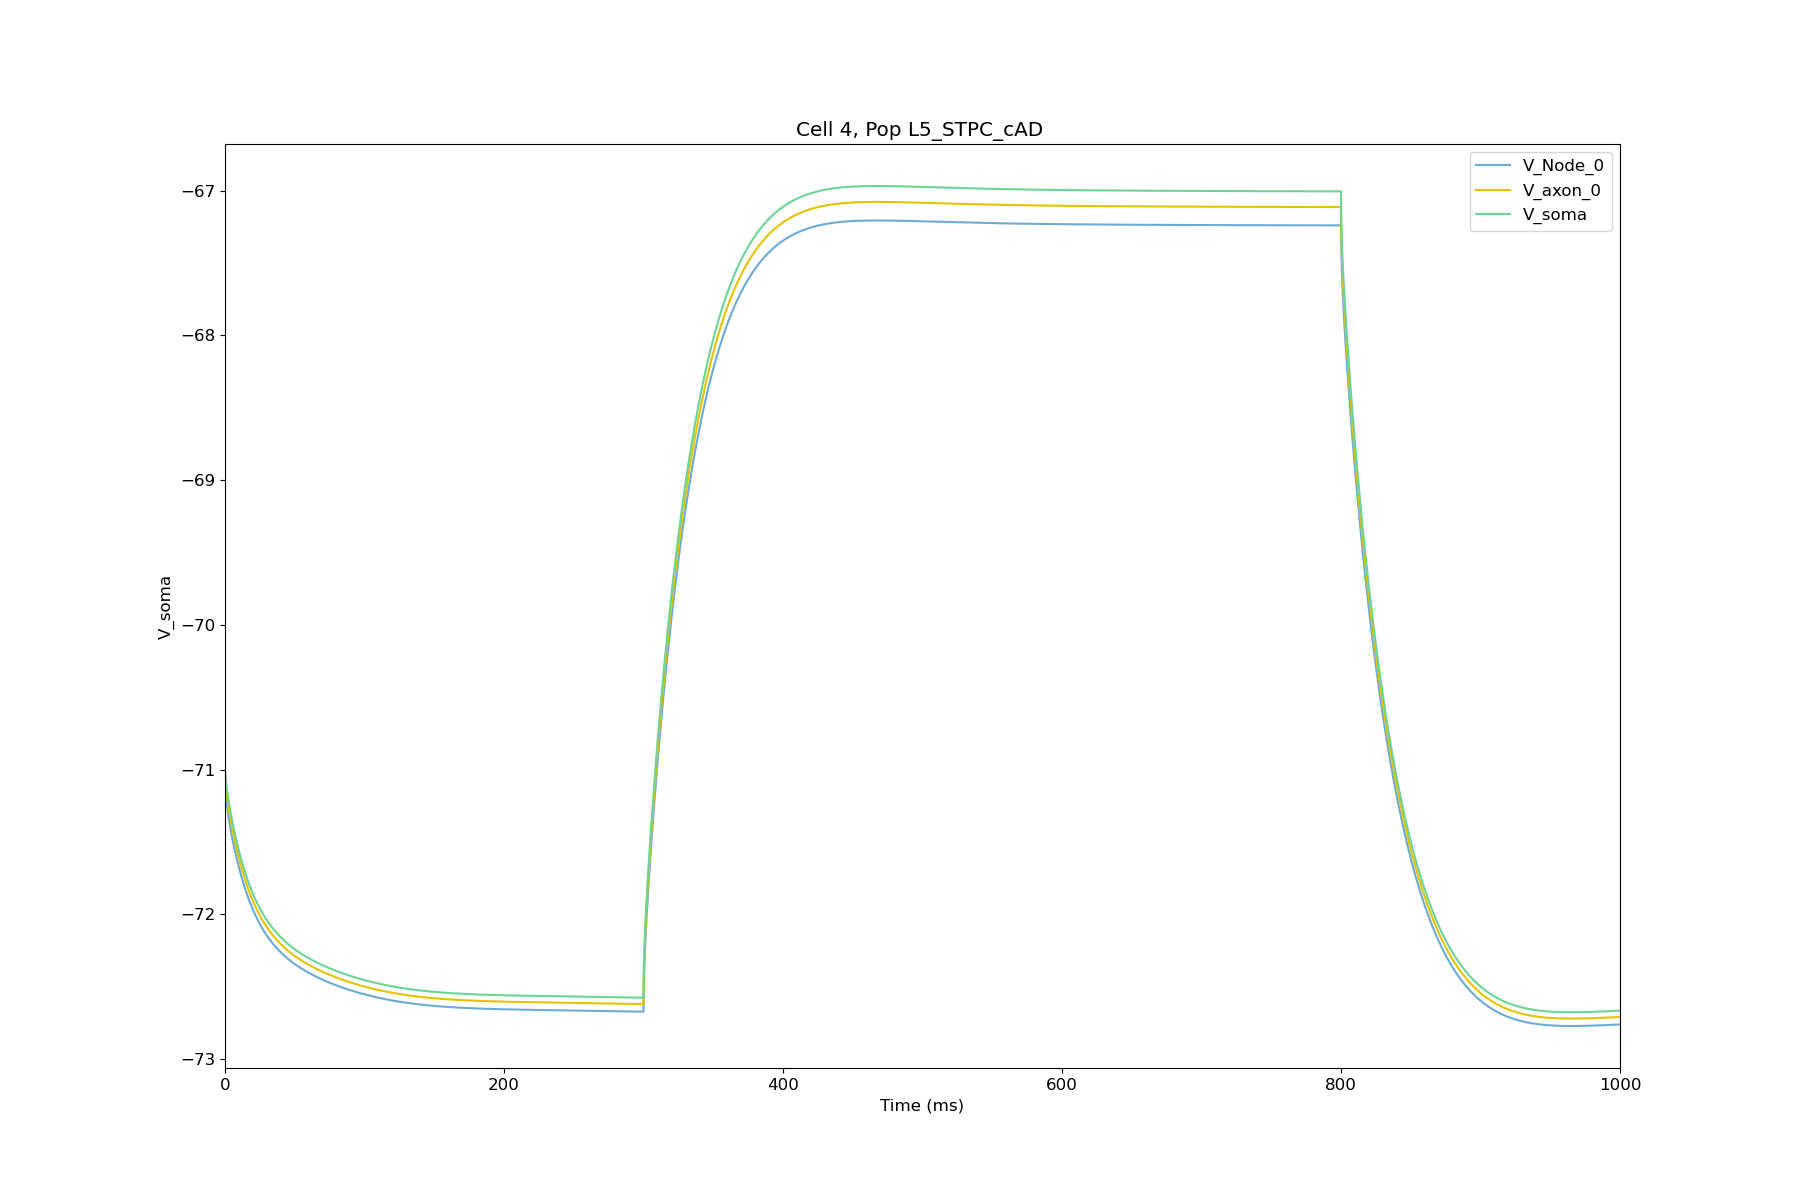 Cell 4, Pop L5_STPC_cAD
V_Node_0
V_axon_0
V_soma
−67
−68
−69
−70
−71
−72
−73
V_soma
0
200
400
600
800
1000
Time (ms)